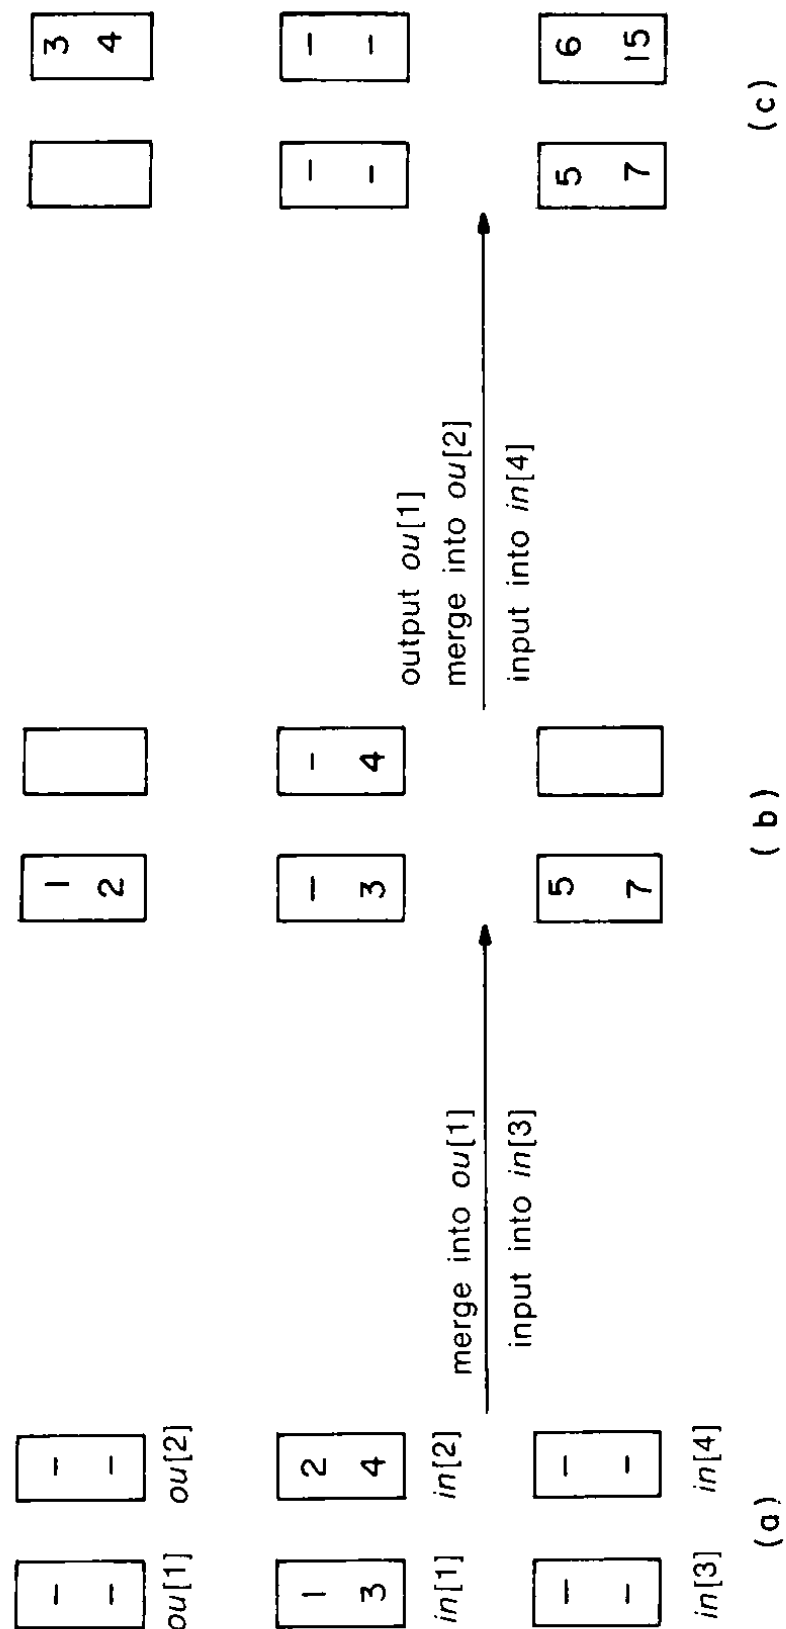 – – 1 3
– – 2 4
ou[1] ou[2]
1 2 – – – –
3 4 3 4 – –
output ou[1]
in[1] in[2] merge into ou[1] merge into ou[2]
input into in[3] input into in[4]
– – 5 5 6
– – 7 7 15
in[3] in[4]
(a) (b) (c)